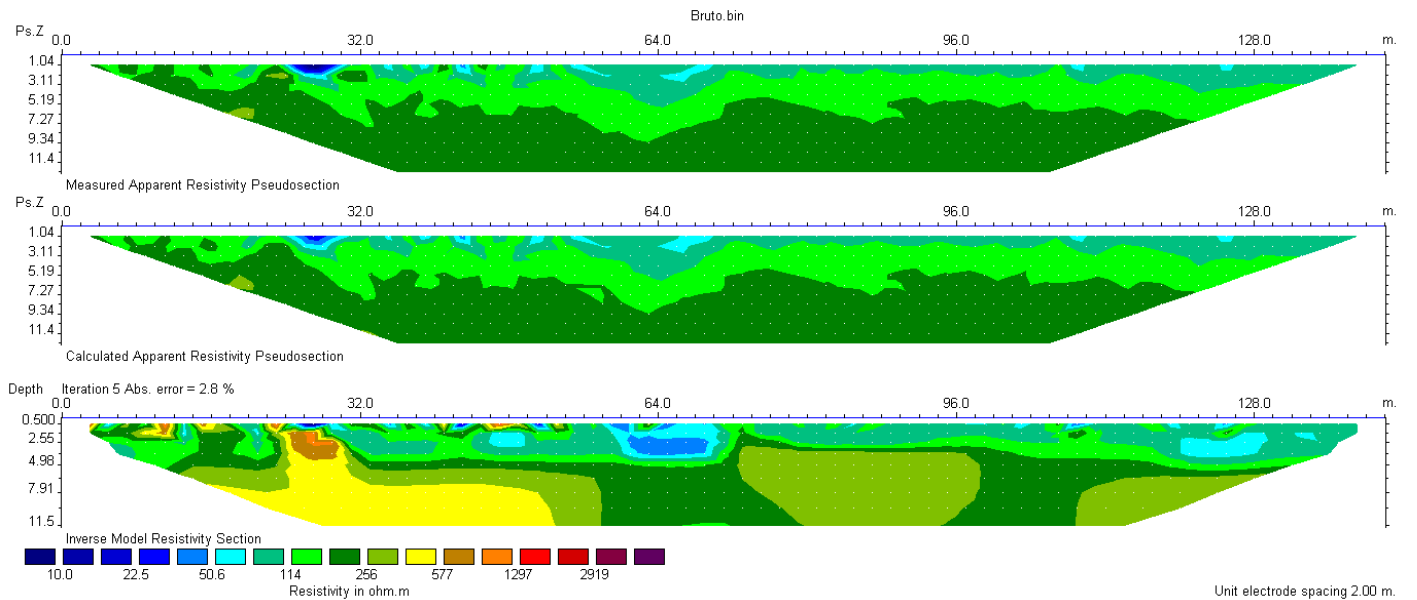 Bruto.bin
Ps.Z 0.0 32.0 64.0 96.0 128.0 m.
1.04
3.11
5.19
7.27
9.34
11.4
Measured Apparent Resistivity Pseudosection
Ps.Z 0.0 32.0 64.0 96.0 128.0 m.
1.04
3.11
5.19
7.27
9.34
11.4
Calculated Apparent Resistivity Pseudosection
Depth Iteration 5 Abs. error = 2.8 %
0.0 32.0 64.0 96.0 128.0 m.
0.500
2.55
4.98
7.91
11.5
Inverse Model Resistivity Section
10.0 22.5 50.6 114 256 577 1297 2919
Resistivity in ohm.m Unit electrode spacing 2.00 m.